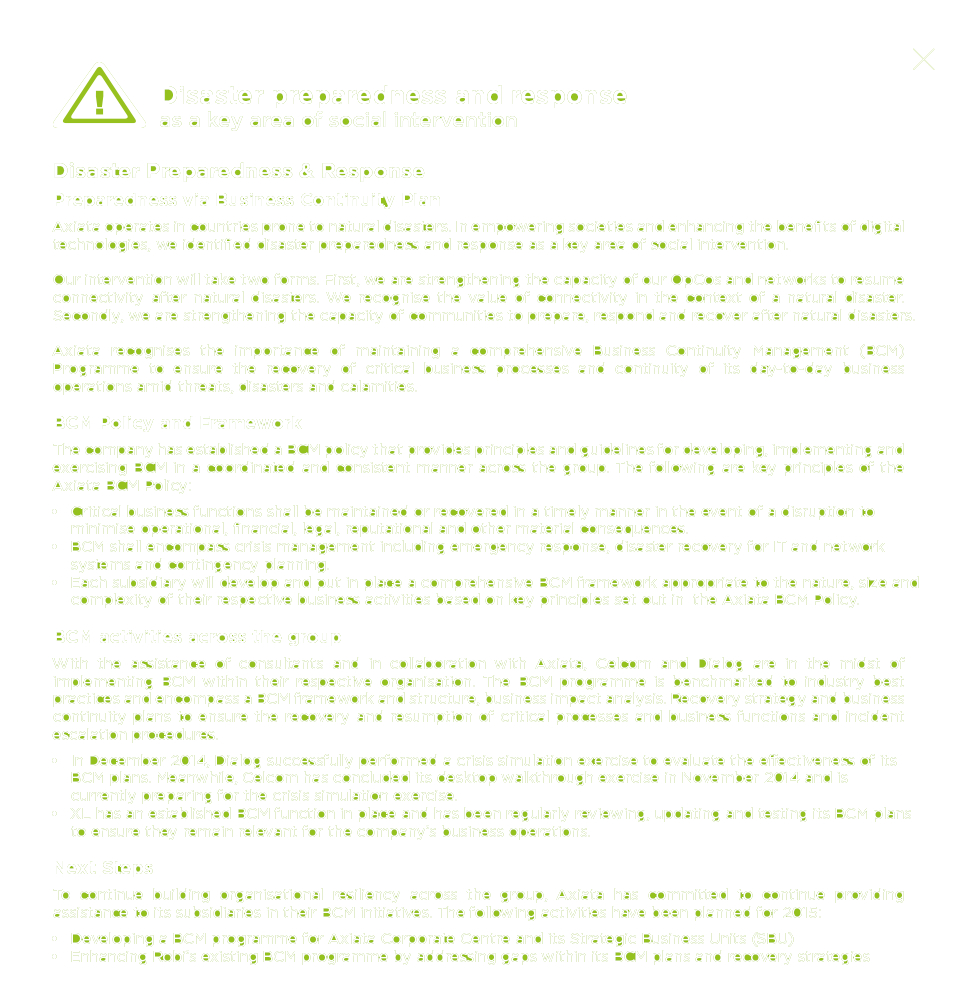 Disaster preparedness and response
as a key area of social intervention
Disaster Preparedness & Response
Preparedness via Business Continuity Plan
Axiata operates in countries prone to natural disasters. In empowering societies and enhancing the benefits of digital
technologies, we identified disaster preparedness and response as a key area of social intervention.
Our intervention will take two forms. First, we are strengthening the capacity of our OpCos and networks to resume
connectivity after natural disasters. We recognise the value of connectivity in the context of a natural disaster.
Secondly, we are strengthening the capacity of communities to prepare, respond and recover after natural disasters.
Axiata recognises the importance of maintaining a comprehensive Business Continuity Management (BCM)
Programme to ensure the recovery of critical business processes and continuity of its day-to-day business
operations amid threats, disasters and calamities.
BCM Policy and Framework
The company has established a BCM policy that provides principles and guidelines for developing, implementing and
exercising BCM in a coordinated and consistent manner across the group. The following are key principles of the
Axiata BCM Policy:
○ Critical business functions shall be maintained or recovered in a timely manner in the event of a disruption to
minimise operational, financial, legal, reputational and other material consequences.
○ BCM shall encompass crisis management including emergency response, disaster recovery for IT and network
systems and contingency planning.
○ Each subsidiary will develop and put in place a comprehensive BCM framework appropriate to the nature, size and
complexity of their respective business activities based on key principles set out in the Axiata BCM Policy.
BCM activities across the group
With the assistance of consultants and in collaboration with Axiata, Celcom and Dialog are in the midst of
implementing BCM within their respective organisation. The BCM programme is benchmarked to industry best
practices and encompass a BCM framework and structure, business impact analysis, Recovery strategy and business
continuity plans to ensure the recovery and resumption of critical processes and business functions and incident
escalation procedures.
○ In December 2014, Dialog successfully performed a crisis simulation exercise to evaluate the effectiveness of its
BCM plans. Meanwhile, Celcom has concluded its desktop walkthrough exercise in November 2014 and is
currently preparing for the crisis simulation exercise.
○ XL has an established BCM function in place and has been regularly reviewing, updating and testing its BCM plans
to ensure they remain relevant for the company's business operations.
Next Steps
To continue building organisational resiliency across the group, Axiata has committed to continue providing
assistance to its subsidiaries in their BCM initiatives. The following activities have been planned for 2015:
○ Developing a BCM programme for Axiata Corporate Centre and its Strategic Business Units (SBU)
○ Enhancing Robi's existing BCM programme by addressing gaps within its BCM plans and recovery strategies